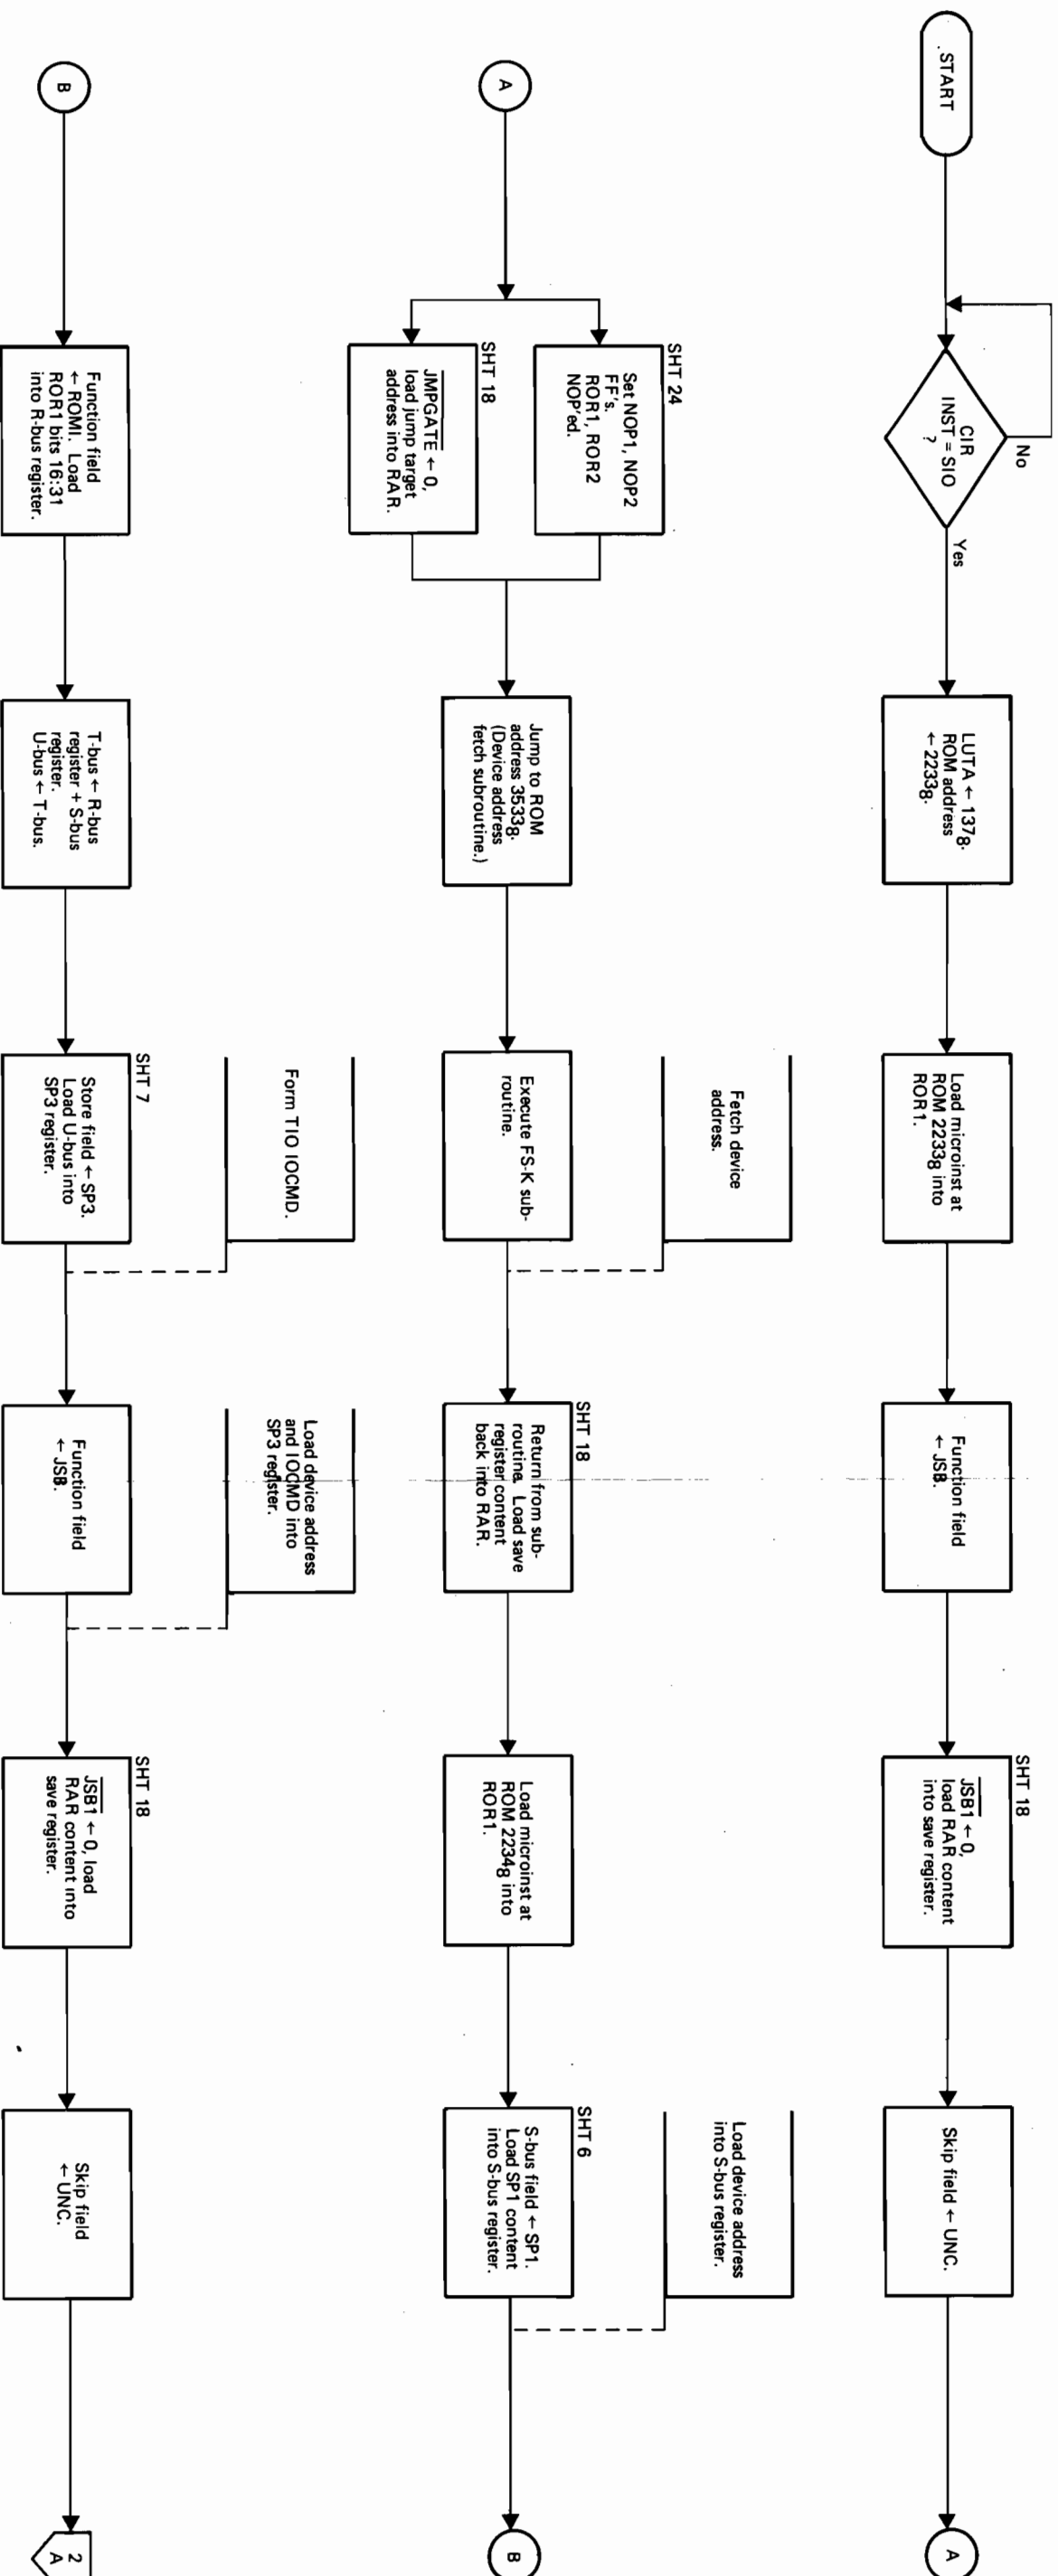 .START
CIR
INST = SIO
?
No
Yes
LUTA ← 137₈.
ROM address
← 2233₈.
Load microinst at
ROM 2233₈ into
ROR1.
Function field
← JSB.
SHT 18
J̅S̅B̅1̅ ← 0,
load RAR content
into save register.
Skip field ← UNC.
A
A
SHT 24
Set NOP1, NOP2
FF's.
ROR1, ROR2
NOP'ed.
SHT 18
J̅M̅P̅G̅A̅T̅E̅ ← 0,
load jump target
address into RAR.
Jump to ROM
address 3533₈.
(Device address
fetch subroutine.)
Fetch device
address.
Execute FS-K sub-
routine.
SHT 18
Return from sub-
routine. Load save
register content
back into RAR.
Load microinst at
ROM 2234₈ into
ROR1.
Load device address
into S-bus register.
SHT 6
S-bus field ← SP1.
Load SP1 content
into S-bus register.
B
B
Function field
← ROMI. Load
ROR1 bits 16:31
into R-bus register.
T-bus ← R-bus
register + S-bus
register.
U-bus ← T-bus.
Form TIO IOCMD.
SHT 7
Store field ← SP3.
Load U-bus into
SP3 register.
Load device address
and IOCMD into
SP3 register.
Function field
← JSB.
SHT 18
J̅S̅B̅1̅ ← 0, load
RAR content into
save register.
Skip field
← UNC.
2
A